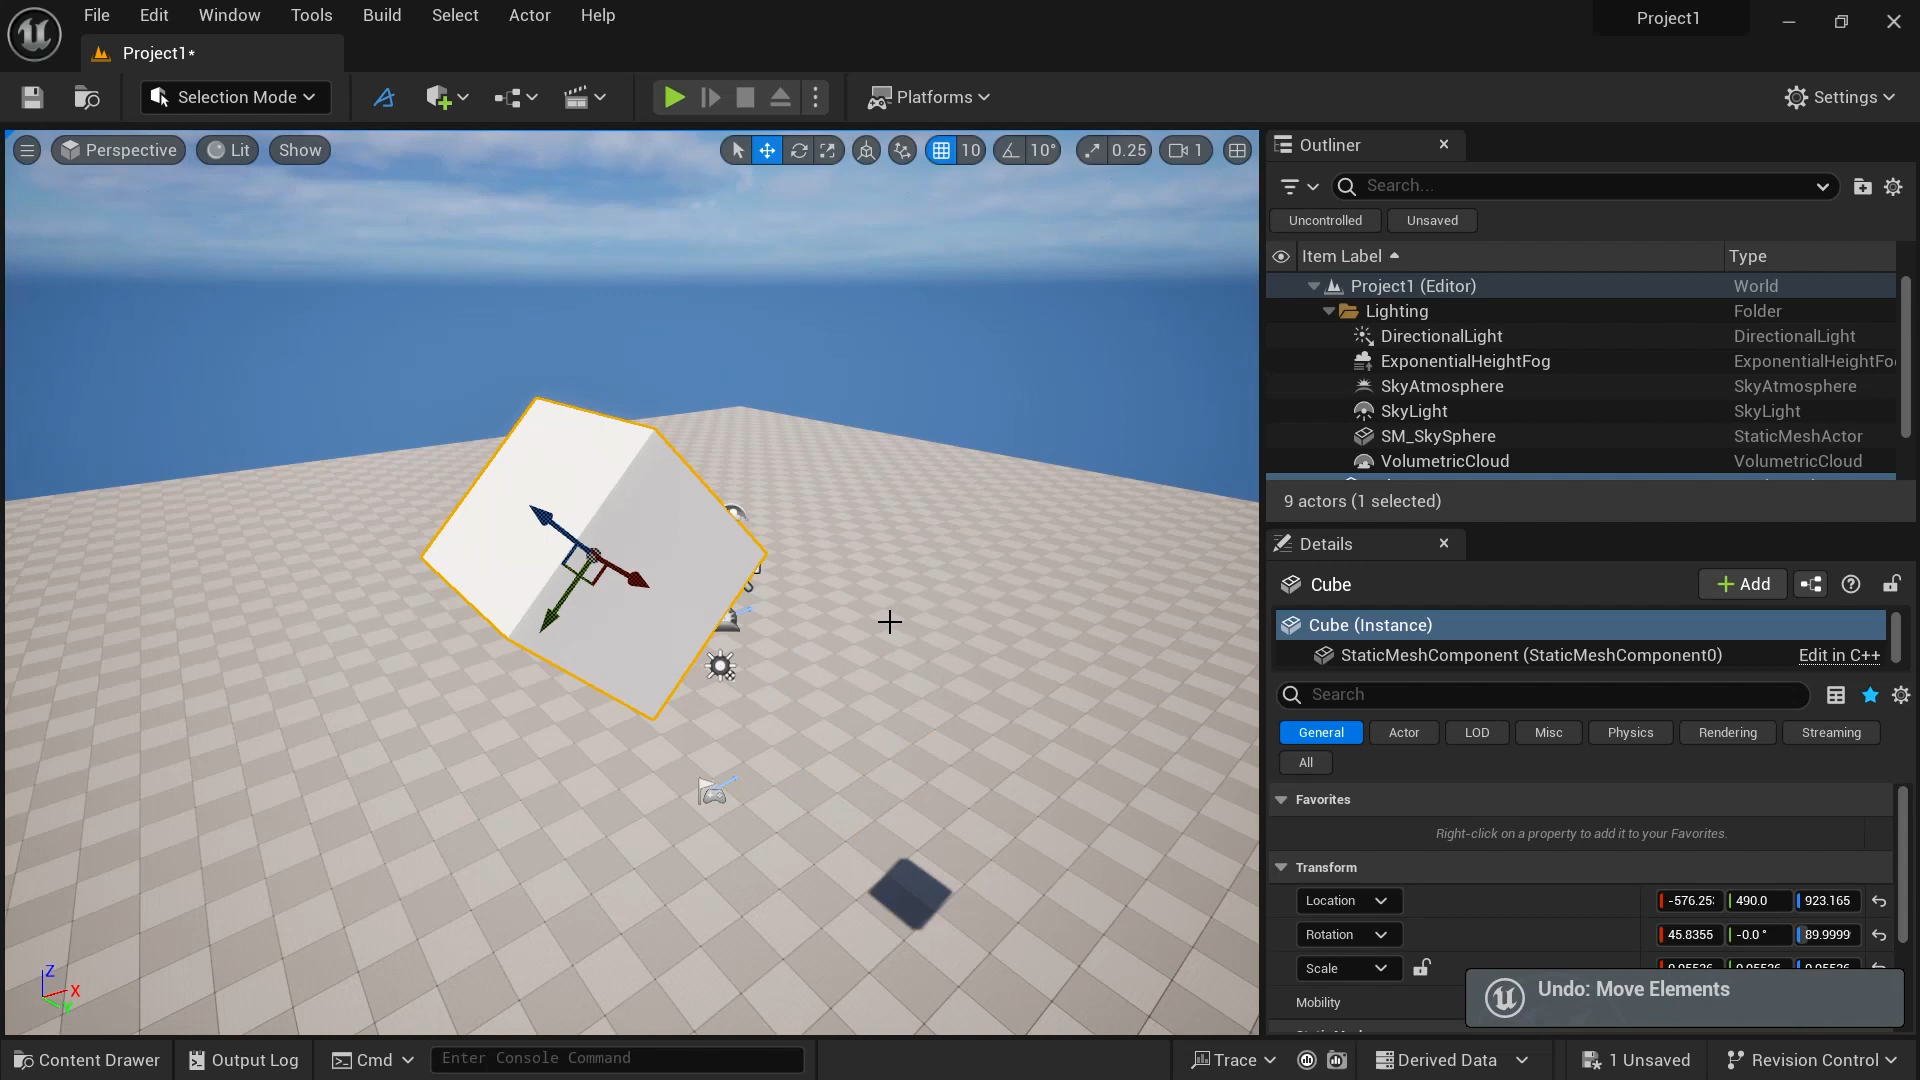 File Edit Window Tools Build Select Actor Help
Project1
Project1*
Selection Mode
Platforms
Settings
Perspective Lit Show
10 10° 0.25 1
Outliner
Search...
Uncontrolled Unsaved
Item Label Type
Project1 (Editor) World
Lighting Folder
DirectionalLight DirectionalLight
ExponentialHeightFog ExponentialHeightFo
SkyAtmosphere SkyAtmosphere
SkyLight SkyLight
SM_SkySphere StaticMeshActor
VolumetricCloud VolumetricCloud
9 actors (1 selected)
Details
Cube
Add
Cube (Instance)
StaticMeshComponent (StaticMeshComponent0) Edit in C++
Search
General Actor LOD Misc Physics Rendering Streaming
All
Favorites
Right-click on a property to add it to your Favorites.
Transform
Location -576.25 490.0 923.165
Rotation 45.8355 -0.0 ° 89.9999
Scale
Mobility
Undo: Move Elements
Z
X
Y
Content Drawer Output Log Cmd Enter Console Command Trace Derived Data 1 Unsaved Revision Control